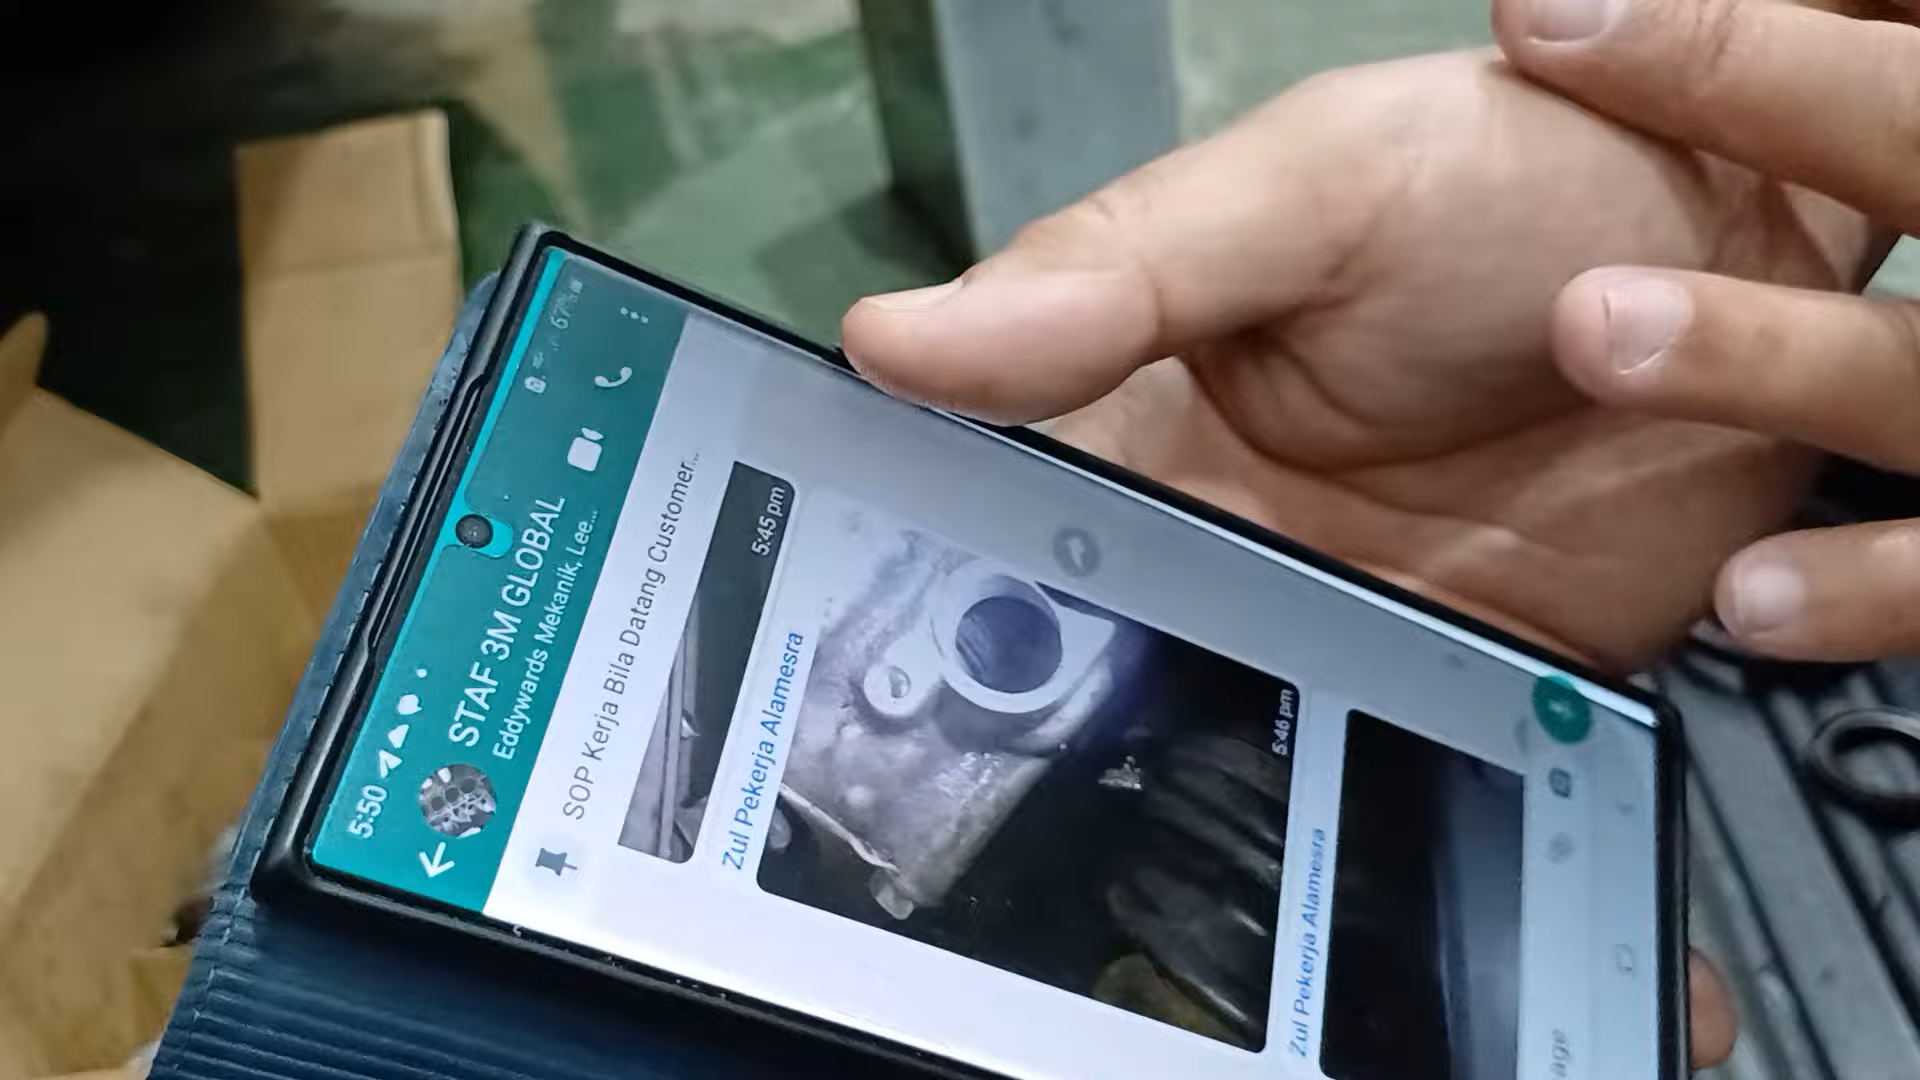 5:50
67%
STAF 3M GLOBAL
Eddywards Mekanik, Lee...
SOP Kerja Bila Datang Customer...
5:45 pm
Zul Pekerja Alamesra
5:46 pm
Zul Pekerja Alamesra
age